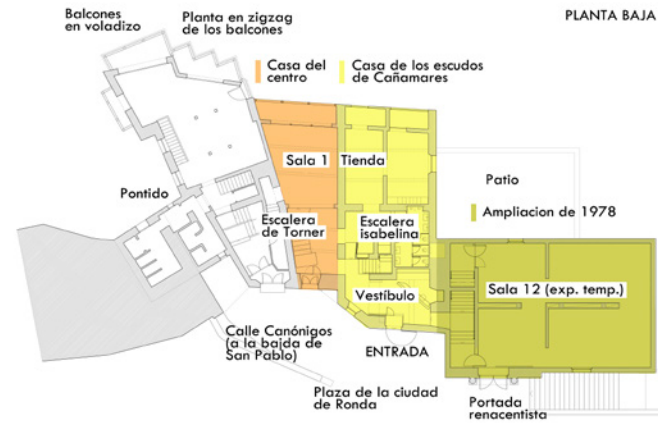 Balcones
en voladizo
Planta en zigzag
de los balcones
PLANTA BAJA
Casa del
centro
Casa de los escudos
de Cañamares
Sala 1
Tienda
Pontido
Patio
Ampliacion de 1978
Escalera
de Torner
Escalera
isabelina
Sala 12 (exp. temp.)
Vestíbulo
Calle Canónigos
(a la bajda de
San Pablo)
ENTRADA
Plaza de la ciudad
de Ronda
Portada
renacentista